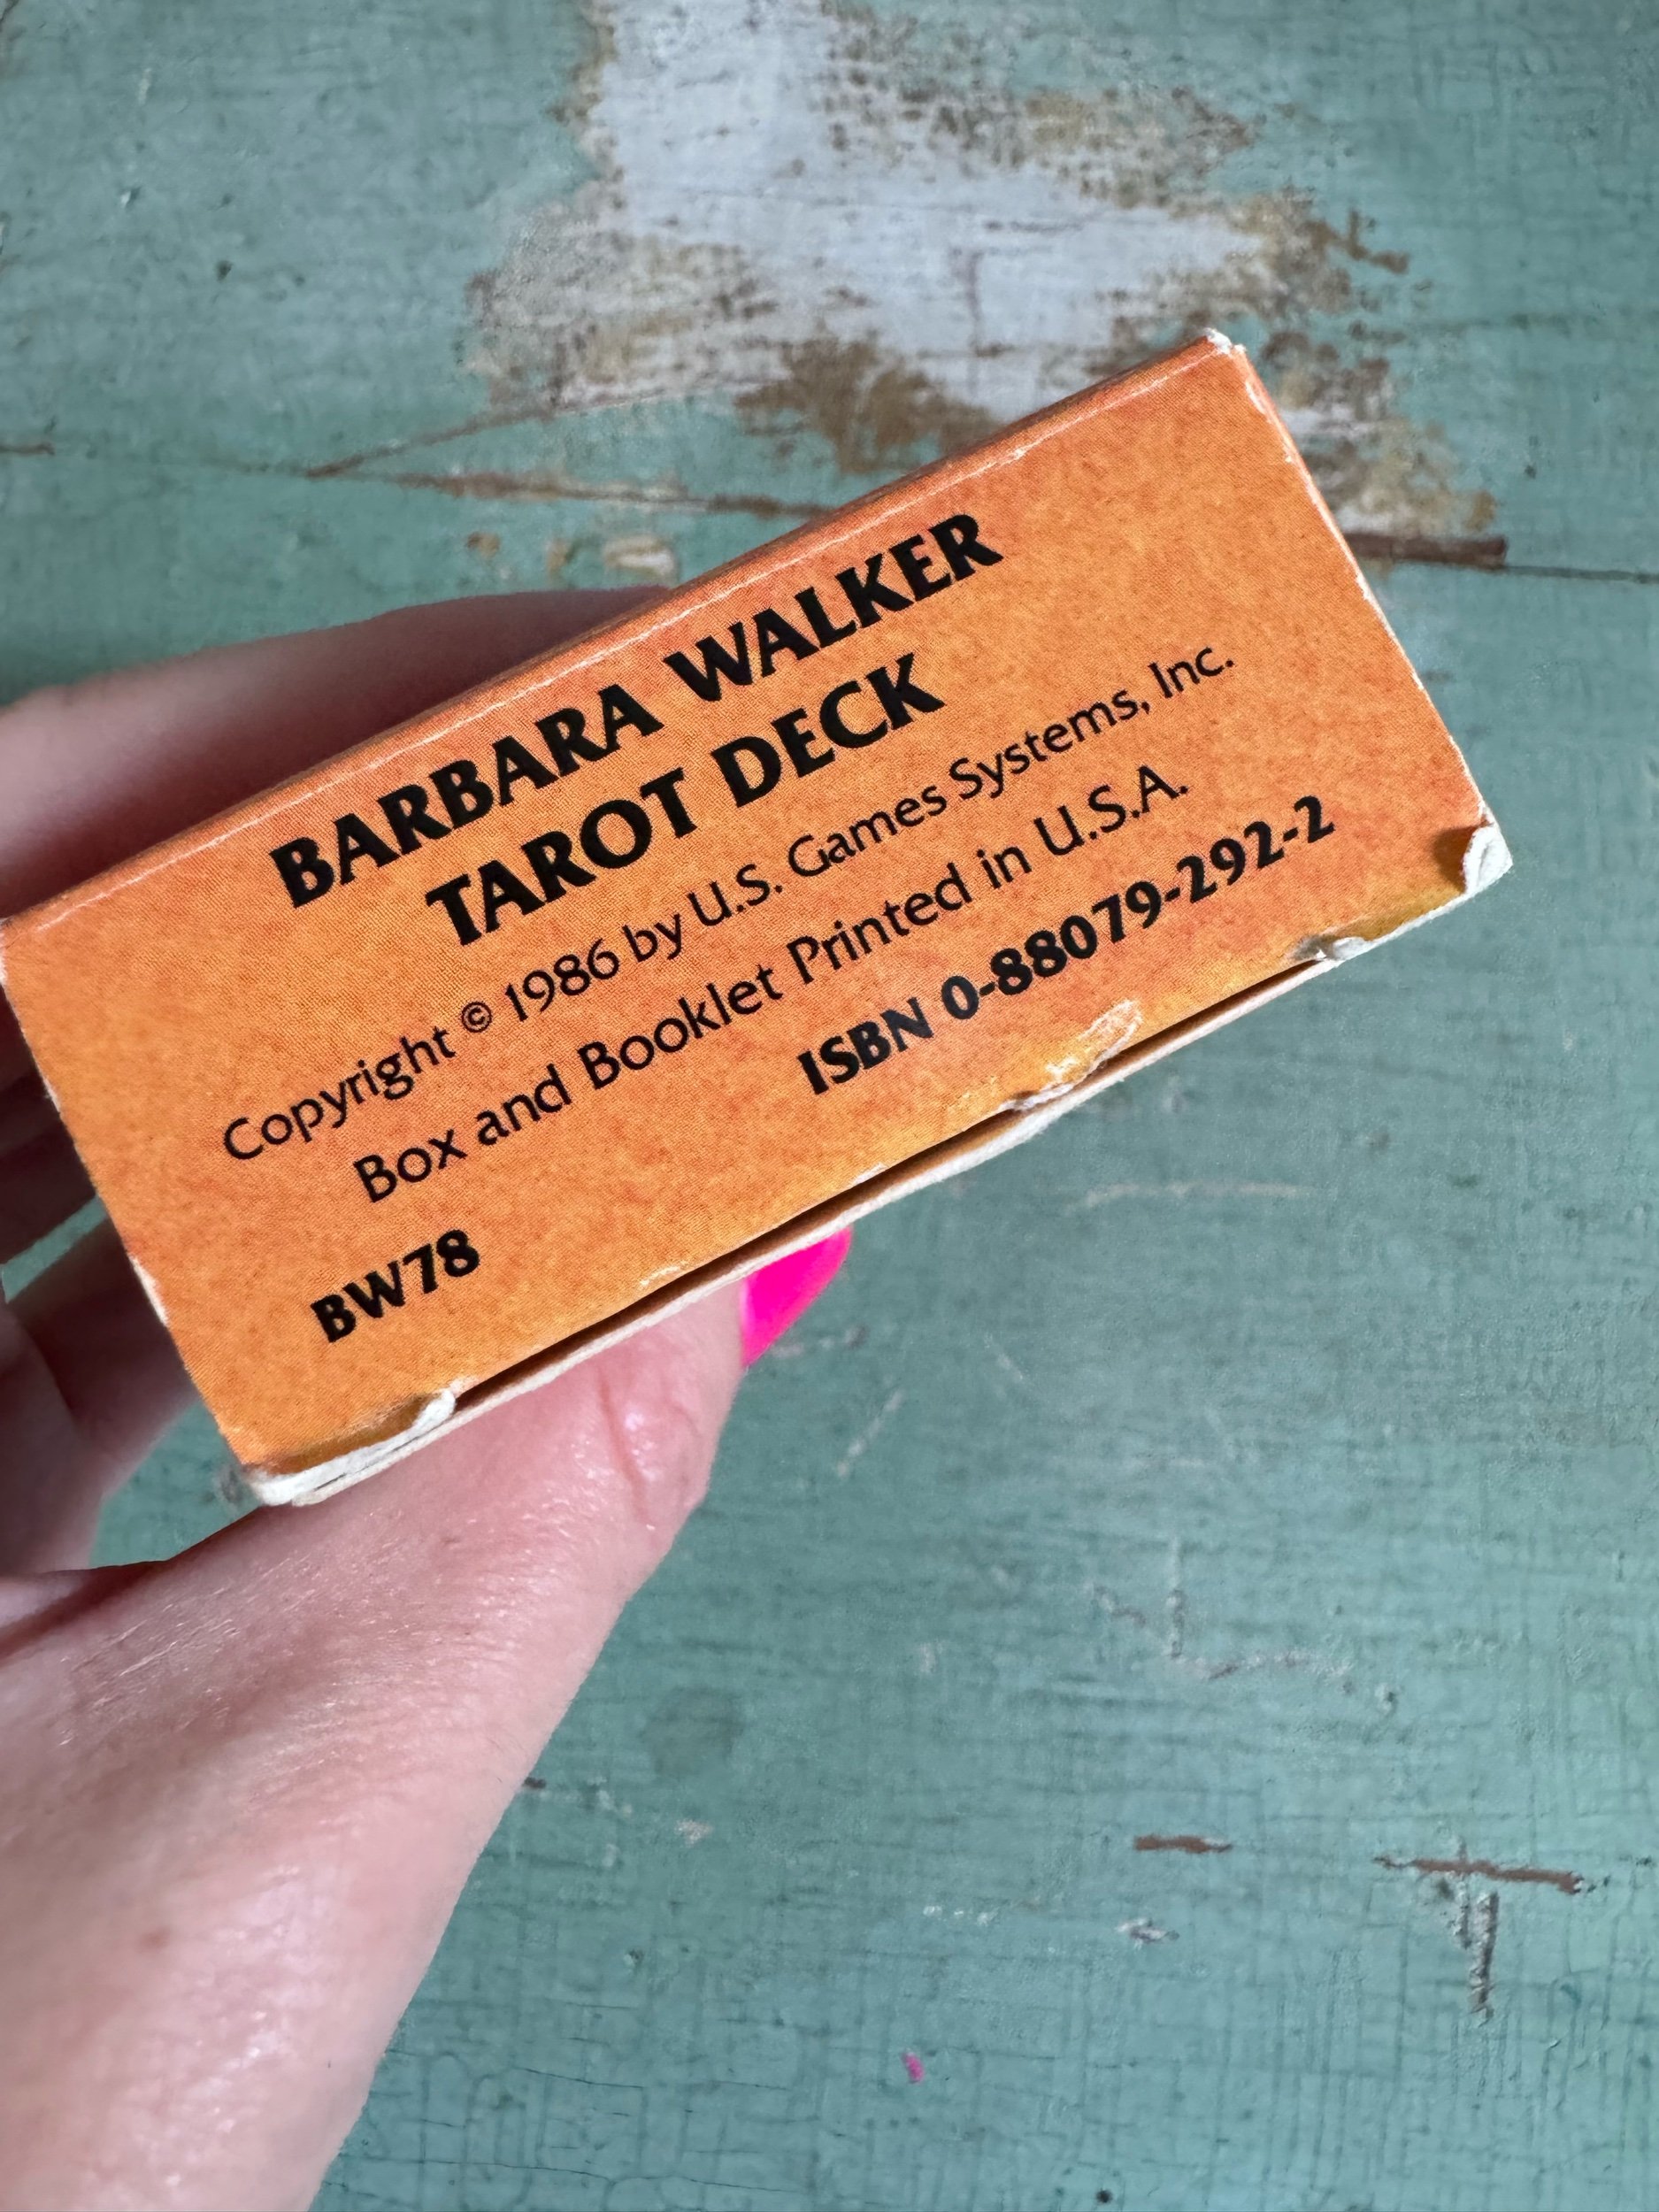 BARBARA WALKER
TAROT DECK
Copyright © 1986 by U.S. Games Systems, Inc.
Box and Booklet Printed in U.S.A.
BW78 ISBN 0-88079-292-2